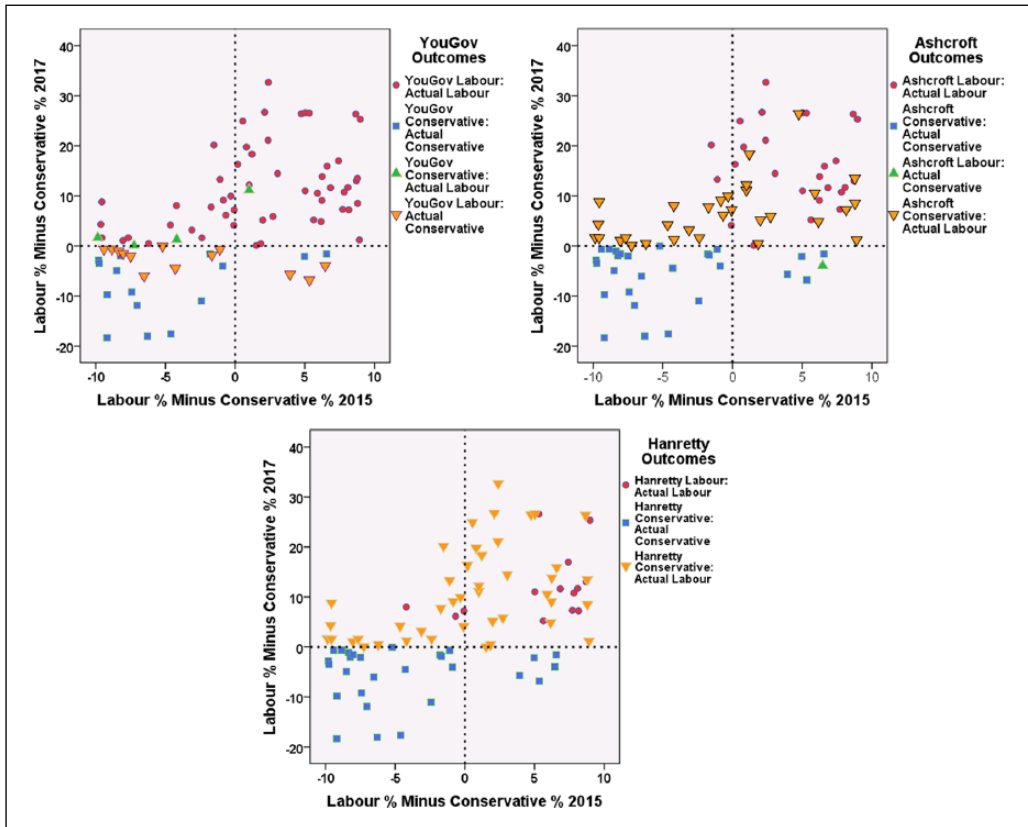 YouGov
Outcomes
YouGov Labour:
Actual Labour
YouGov
Conservative:
Actual
Conservative
YouGov
Conservative:
Actual Labour
YouGov Labour:
Actual
Conservative
Labour % Minus Conservative % 2017
40
30
20
10
0
-10
-20
-10
-5
0
5
10
Labour % Minus Conservative % 2015
Ashcroft
Outcomes
Ashcroft Labour:
Actual Labour
Ashcroft
Conservative:
Actual
Conservative
Ashcroft Labour:
Actual
Conservative
Ashcroft
Conservative:
Actual Labour
Labour % Minus Conservative % 2017
40
30
20
10
0
-10
-20
-10
-5
0
5
10
Labour % Minus Conservative % 2015
Hanretty
Outcomes
Hanretty Labour:
Actual Labour
Hanretty
Conservative:
Actual
Conservative
Hanretty
Conservative:
Actual Labour
Labour % Minus Conservative % 2017
40
30
20
10
0
-10
-20
-10
-5
0
5
10
Labour % Minus Conservative % 2015